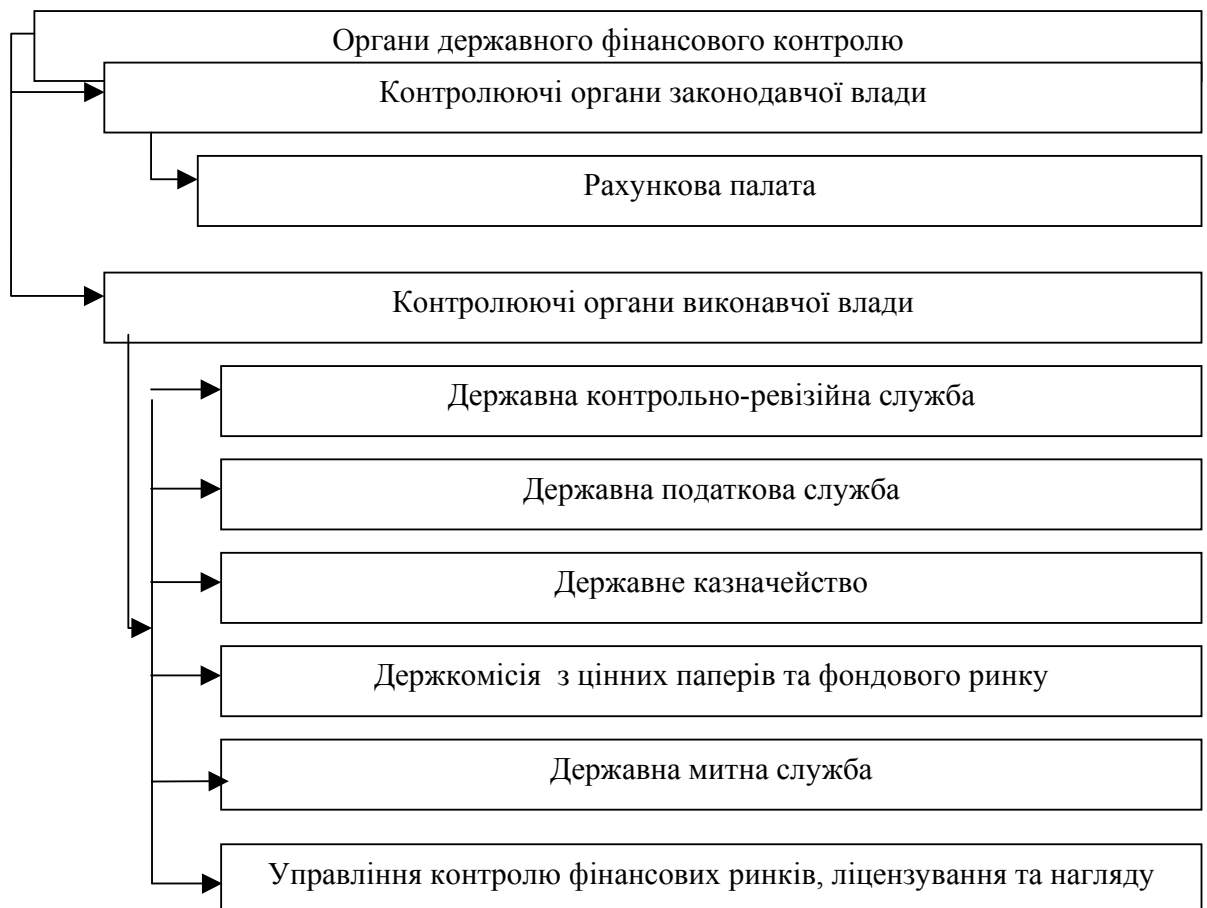 Органи державного фінансового контролю
Контролюючі органи законодавчої влади
Рахункова палата
Контролюючі органи виконавчої влади
Державна контрольно-ревізійна служба
Державна податкова служба
Державне казначейство
Держкомісія з цінних паперів та фондового ринку
Державна митна служба
Управління контролю фінансових ринків, ліцензування та нагляду